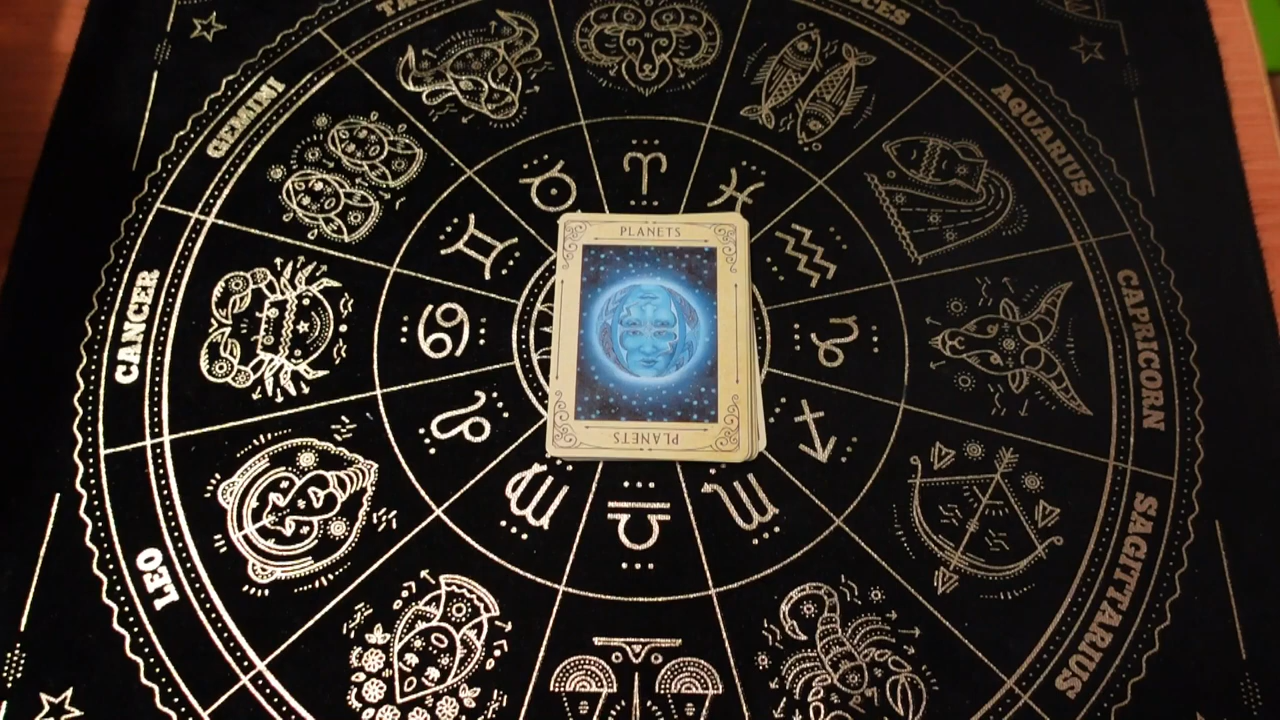 GEMINI
AQUARIUS
PLANETS
CANCER
CAPRICORN
PLANETS
LEO
SAGITTARIUS